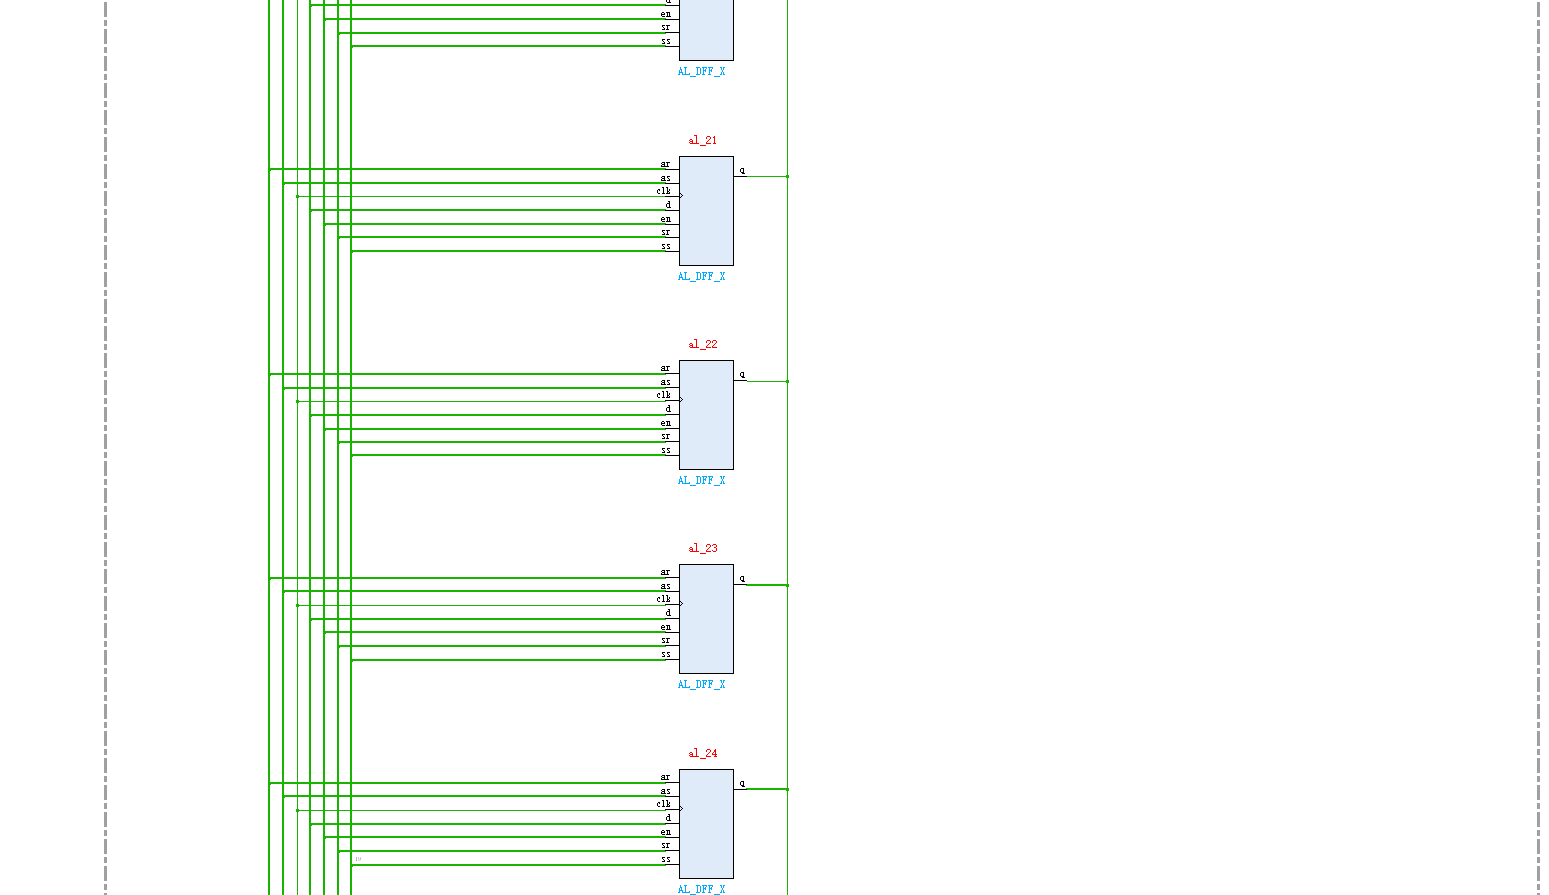 en
sr
ss
AL_DFF_X
al_21
ar
as
clk
d
en
sr
ss
q
AL_DFF_X
al_22
ar
as
clk
d
en
sr
ss
q
AL_DFF_X
al_23
ar
as
clk
d
en
sr
ss
q
AL_DFF_X
al_24
ar
as
clk
d
en
sr
ss
q
AL_DFF_X